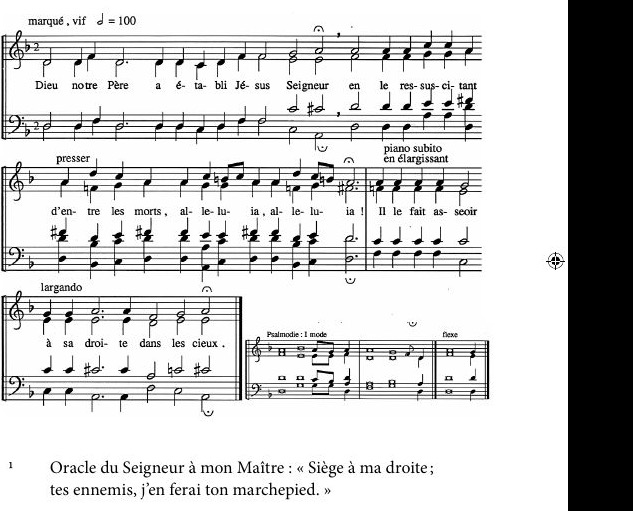 marqué, vif 𝅗𝅥 = 100
Dieu notre Père a é- ta- bli Jé- sus Seigneur en le res- sus- ci- tant
piano subito
presser en élargissant
d'en- tre les morts, al- le- lu- ia, al- le- lu- ia ! Il le fait as- seoir
largando
à sa droi- te dans les cieux.
Psalmodie : I mode flexe
1 Oracle du Seigneur à mon Maître : « Siège à ma droite ;
tes ennemis, j'en ferai ton marchepied. »